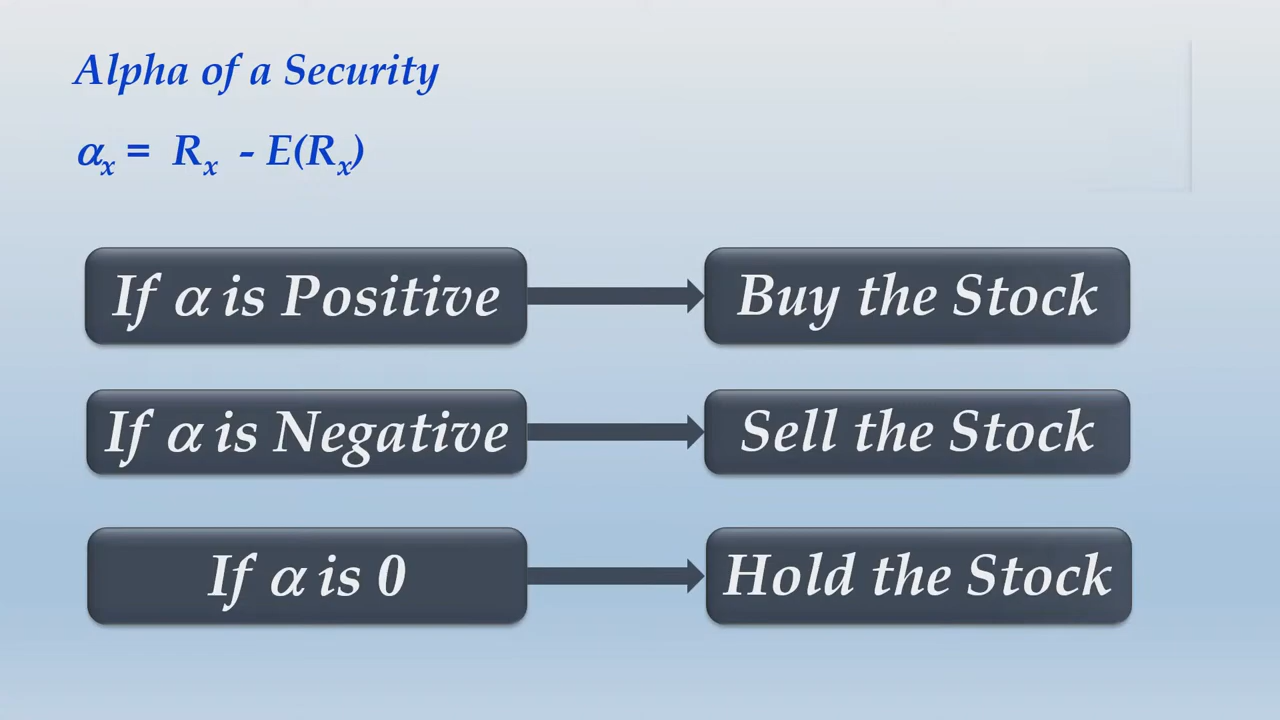 Alpha of a Security
αx = Rx - E(Rx)
If α is Positive
Buy the Stock
If α is Negative
Sell the Stock
If α is 0
Hold the Stock